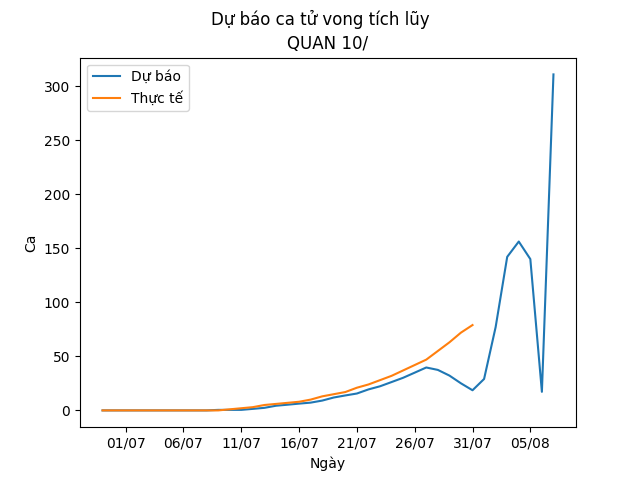 Dự báo ca tử vong tích lũy
QUAN 10/
Dự báo
Thực tế
300
250
200
150
100
50
0
Ca
01/07 06/07 11/07 16/07 21/07 26/07 31/07 05/08
Ngày